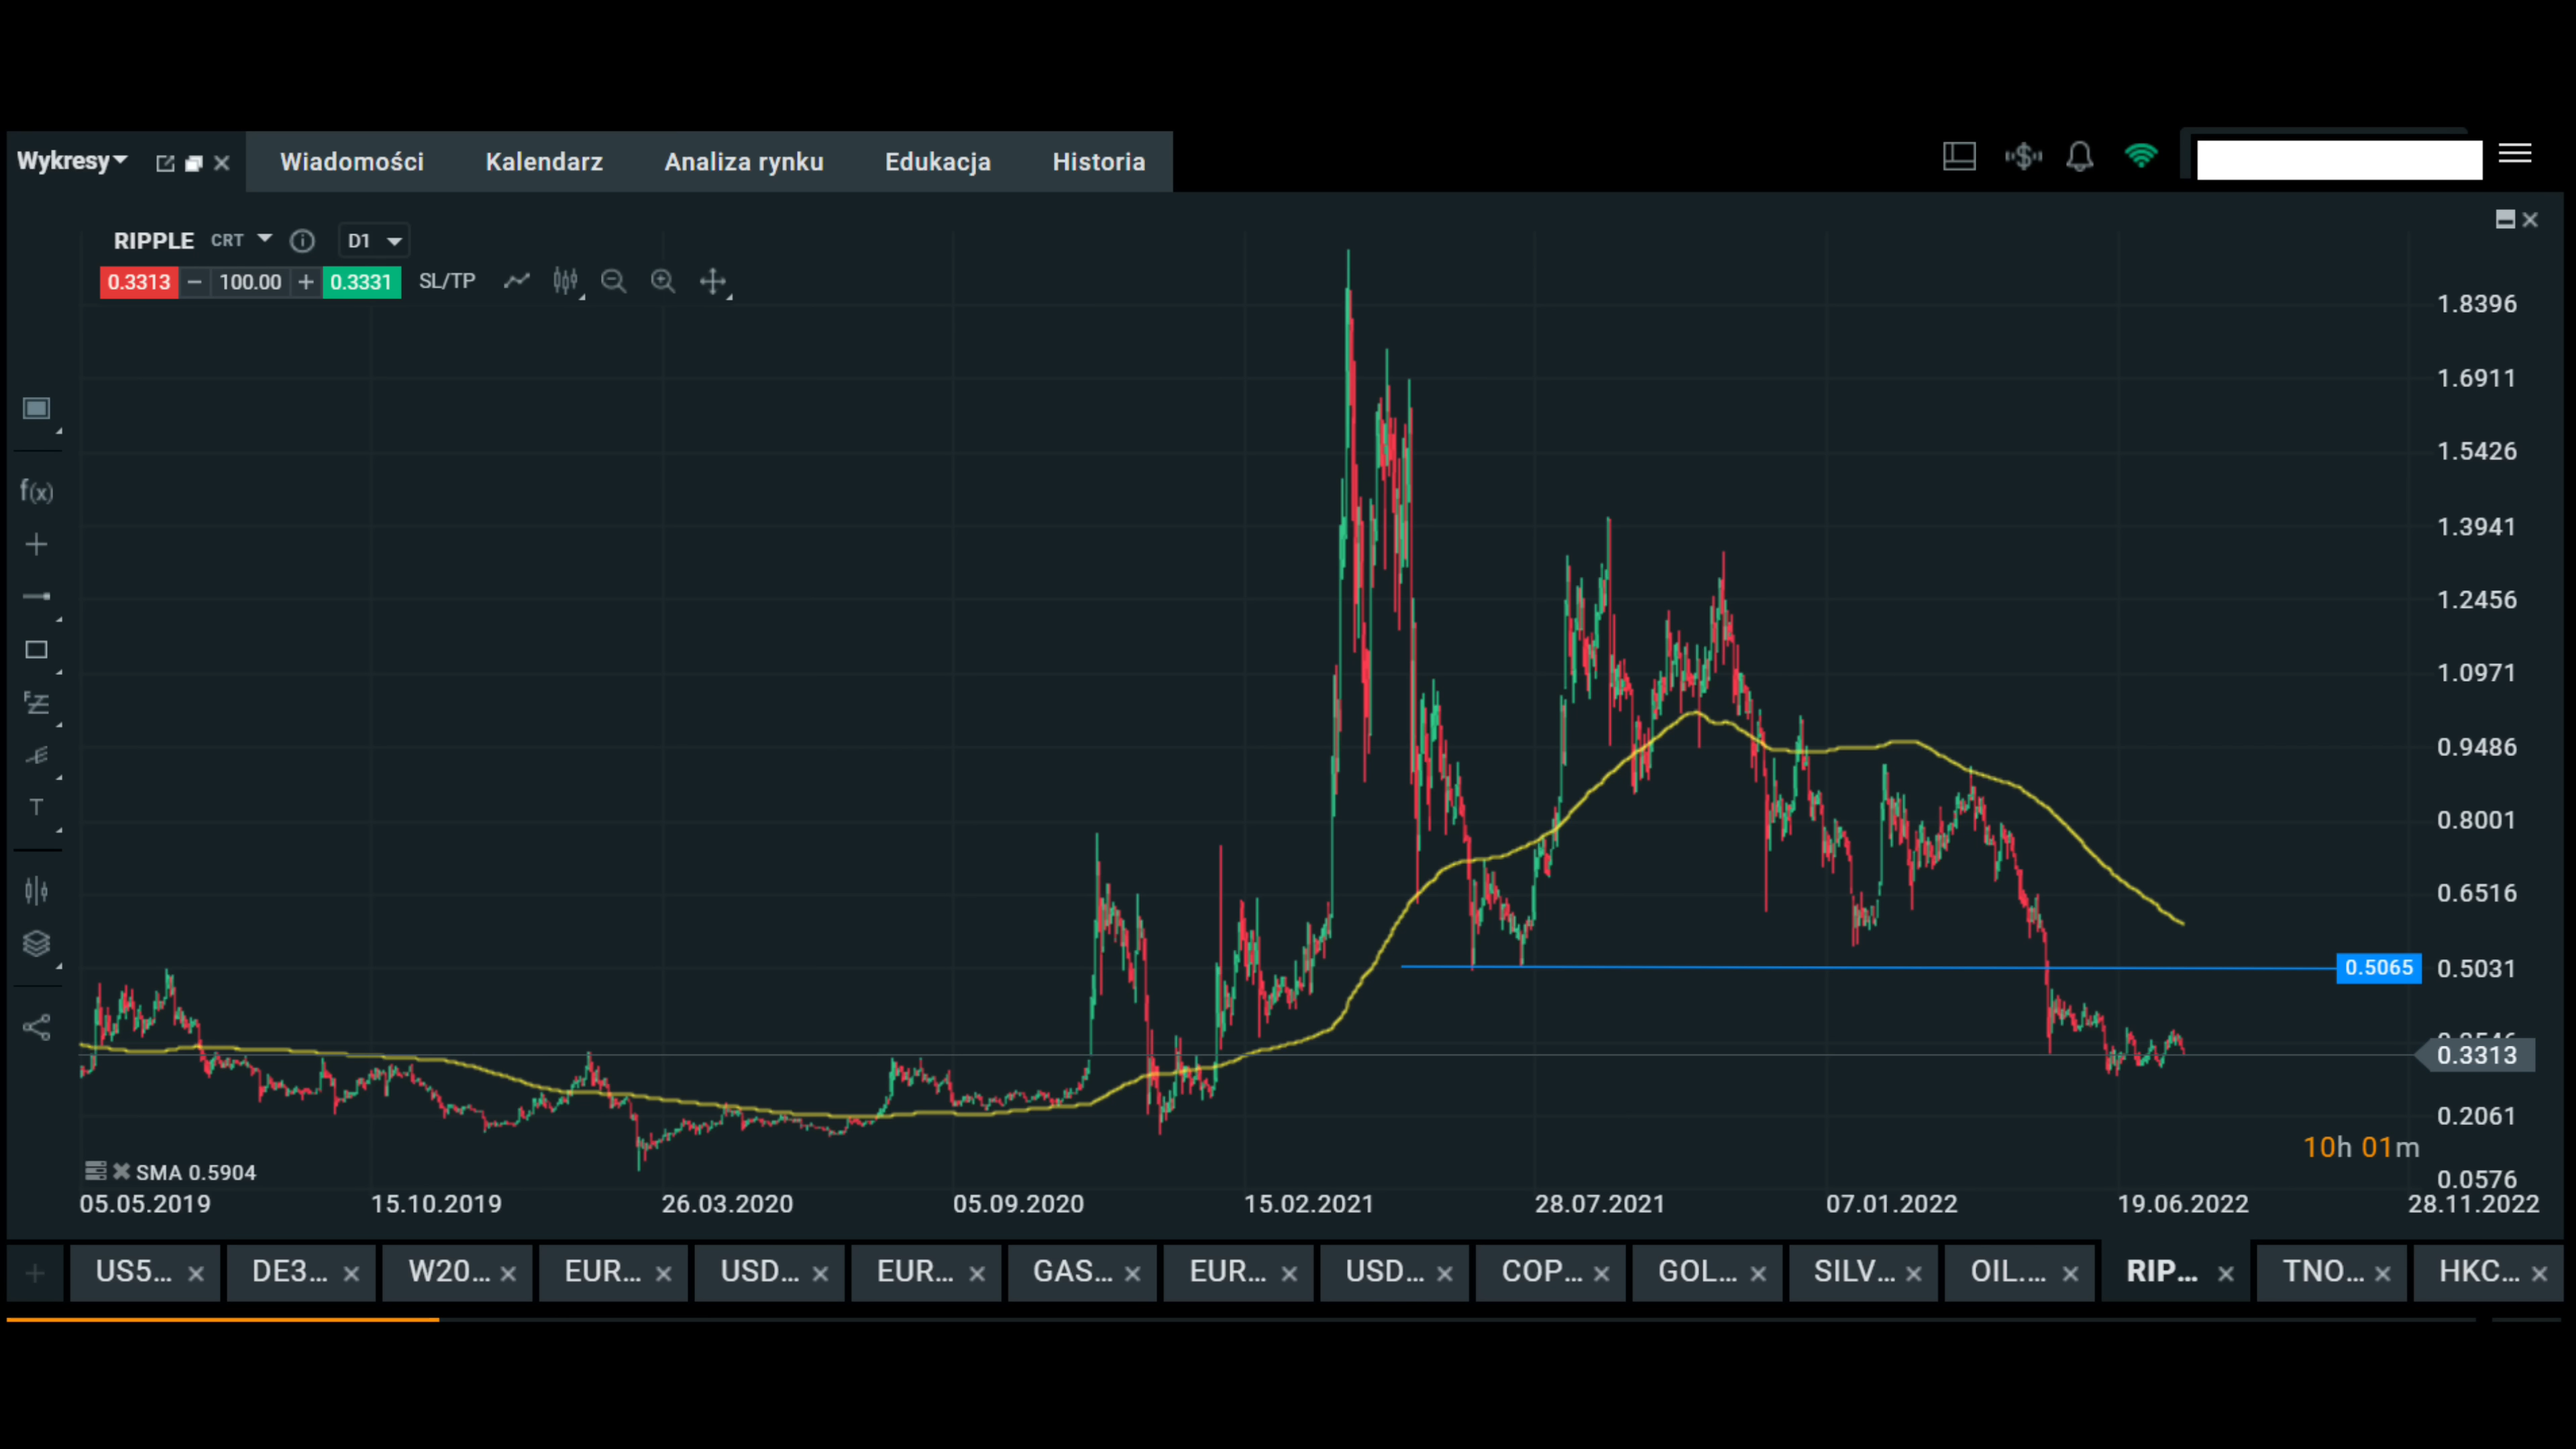 Wykresy Wiadomości Kalendarz Analiza rynku Edukacja Historia
RIPPLE CRT D1
0.3313 − 100.00 + 0.3331 SL/TP
1.8396
1.6911
1.5426
1.3941
1.2456
1.0971
0.9486
0.8001
0.6516
0.5065 0.5031
0.3313
0.2061
10h 01m
0.0576
f(x)
T
SMA 0.5904
05.05.2019 15.10.2019 26.03.2020 05.09.2020 15.02.2021 28.07.2021 07.01.2022 19.06.2022 28.11.2022
US5... DE3... W20... EUR... USD... EUR... GAS... EUR... USD... COP... GOL... SILV... OIL.... RIP... TNO... HKC...